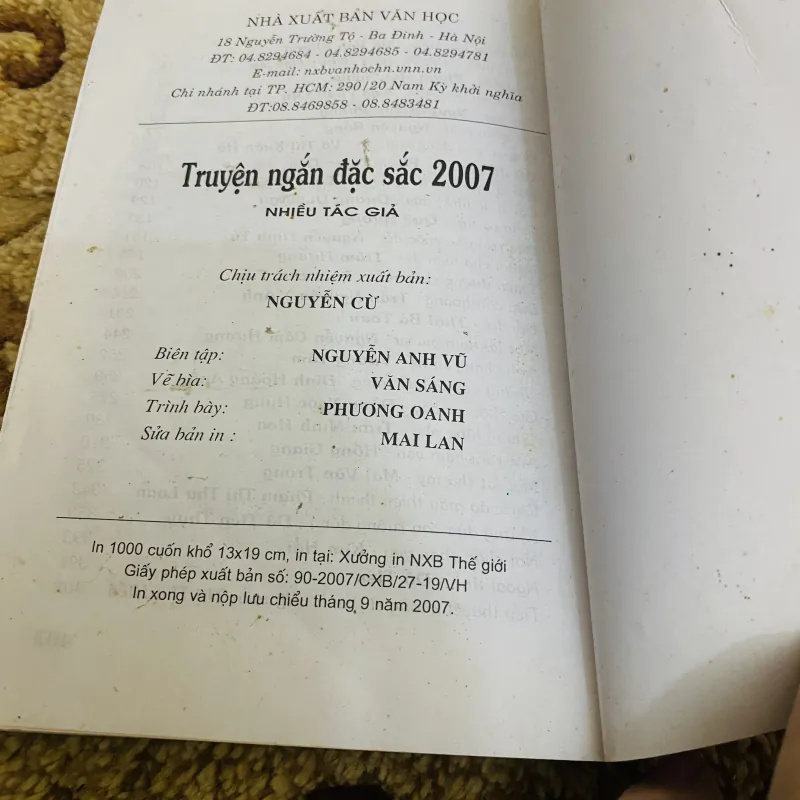 NHÀ XUẤT BẢN VĂN HỌC
18 Nguyễn Trường Tộ - Ba Đình - Hà Nội
ĐT: 04.8294684 - 04.8294685 - 04.8294781
E-mail: nxbvanhochn.vnn.vn
Chi nhánh tại TP. HCM: 290/20 Nam Kỳ khởi nghĩa
ĐT:08.8469858 - 08.8483481
Truyện ngắn đặc sắc 2007
NHIỀU TÁC GIẢ
Chịu trách nhiệm xuất bản:
NGUYỄN CỪ
Biên tập: NGUYỄN ANH VŨ
Vẽ bìa: VĂN SÁNG
Trình bày: PHƯƠNG OANH
Sửa bản in : MAI LAN
In 1000 cuốn khổ 13x19 cm, in tại: Xưởng in NXB Thế giới
Giấy phép xuất bản số: 90-2007/CXB/27-19/VH
In xong và nộp lưu chiểu tháng 9 năm 2007.